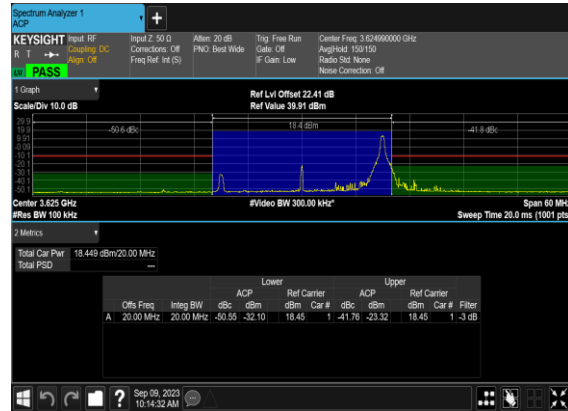 Spectrum Analyzer 1
ACP
KEYSIGHT Input: RF
R T Coupling: DC
Align: Off
LW PASS
Input Z: 50 Ω
Corrections: Off
Freq Ref: Int (S)
Atten: 20 dB
PNO: Best Wide
Trig: Free Run
Gate: Off
IF Gain: Low
Center Freq: 3.624990000 GHz
Avg|Hold: 150/150
Radio Std: None
Noise Correction: Off
1 Graph
Scale/Div 10.0 dB
Ref Lvl Offset 22.41 dB
Ref Value 39.91 dBm
29.9
19.9
9.91
-0.09
-10.1
-20.1
-30.1
-40.1
-50.1
-50.6 dBc
18.4 dBm
-41.8 dBc
Center 3.625 GHz
#Res BW 100 kHz
#Video BW 300.00 kHz*
Span 60 MHz
Sweep Time 20.0 ms (1001 pts)
2 Metrics
Total Car Pwr 18.449 dBm/20.00 MHz
Total PSD ---
Lower Upper
ACP Ref Carrier ACP Ref Carrier
Offs Freq Integ BW dBc dBm dBm Car # dBc dBm dBm Car # Filter
A 20.00 MHz 20.00 MHz -50.55 -32.10 18.45 1 -41.76 -23.32 18.45 1 -3 dB
Sep 09, 2023
10:14:32 AM